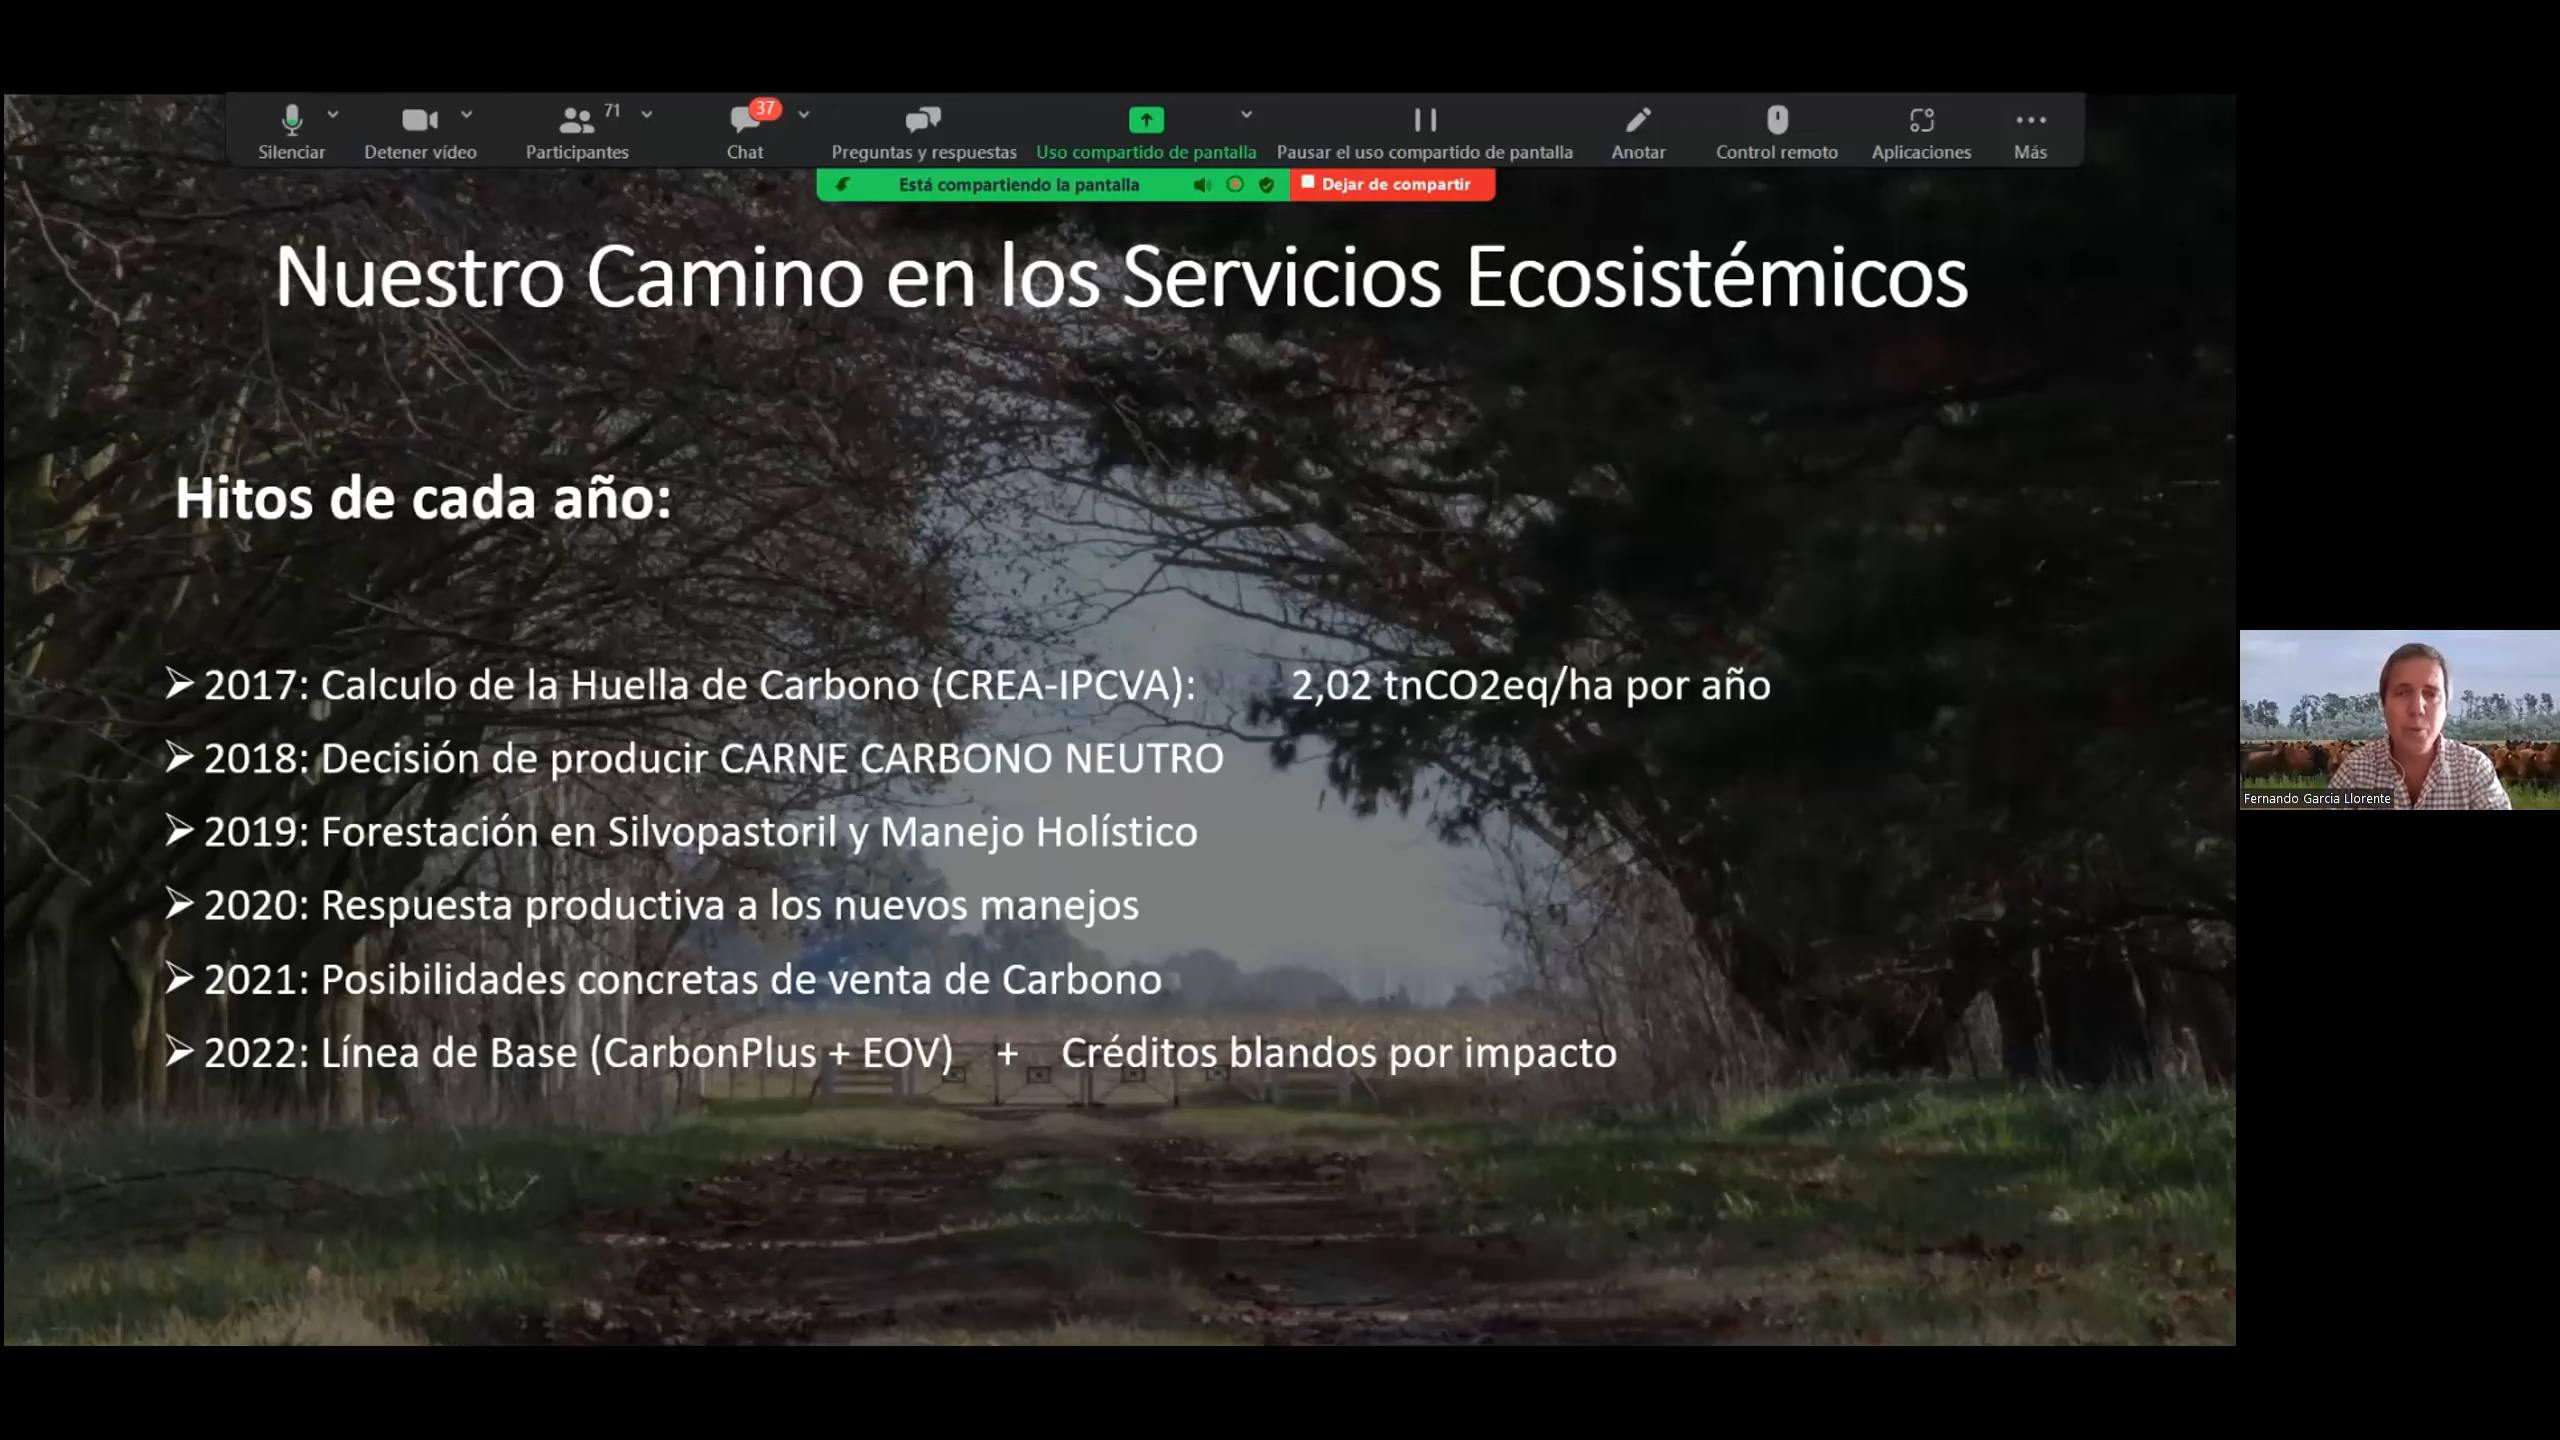 71
37
Silenciar
Detener vídeo
Participantes
Chat
Preguntas y respuestas
Uso compartido de pantalla
Pausar el uso compartido de pantalla
Anotar
Control remoto
Aplicaciones
Más
Está compartiendo la pantalla
Dejar de compartir
Nuestro Camino en los Servicios Ecosistémicos
Hitos de cada año:
➢ 2017: Calculo de la Huella de Carbono (CREA-IPCVA): 2,02 tnCO2eq/ha por año
➢ 2018: Decisión de producir CARNE CARBONO NEUTRO
➢ 2019: Forestación en Silvopastoril y Manejo Holístico
➢ 2020: Respuesta productiva a los nuevos manejos
➢ 2021: Posibilidades concretas de venta de Carbono
➢ 2022: Línea de Base (CarbonPlus + EOV) + Créditos blandos por impacto
Fernando Garcia Llorente